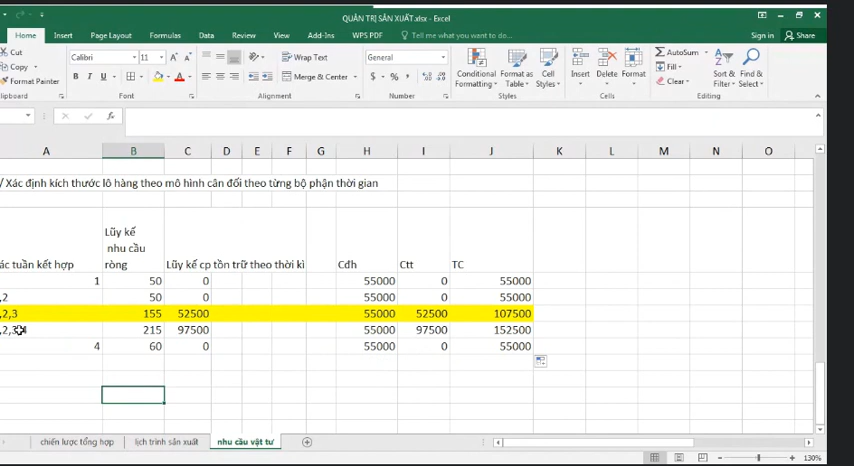 QUẢN TRỊ SẢN XUẤT.xlsx - Excel
Home Insert Page Layout Formulas Data Review View Add-Ins WPS PDF Tell me what you want to do... Sign in Share
Cut
Copy
Format Painter
Calibri 11
B I U
A A
Wrap Text
Merge & Center
General
$ % ,
Conditional Formatting
Format as Table
Cell Styles
Insert Delete Format
AutoSum
Fill
Clear
Sort & Filter
Find & Select
lipboard Font Alignment Number Styles Cells Editing
fx
A B C D E F G H I J K L M N O
/ Xác định kích thước lô hàng theo mô hình cân đối theo từng bộ phận thời gian
Lũy kế
nhu cầu
ác tuần kết hợp ròng Lũy kế cp tồn trữ theo thời kì Cđh Ctt TC
1 50 0 55000 0 55000
,2 50 0 55000 0 55000
,2,3 155 52500 55000 52500 107500
,2,3,4 215 97500 55000 97500 152500
4 60 0 55000 0 55000
chiến lược tổng hợp lịch trình sản xuất nhu cầu vật tư
130%